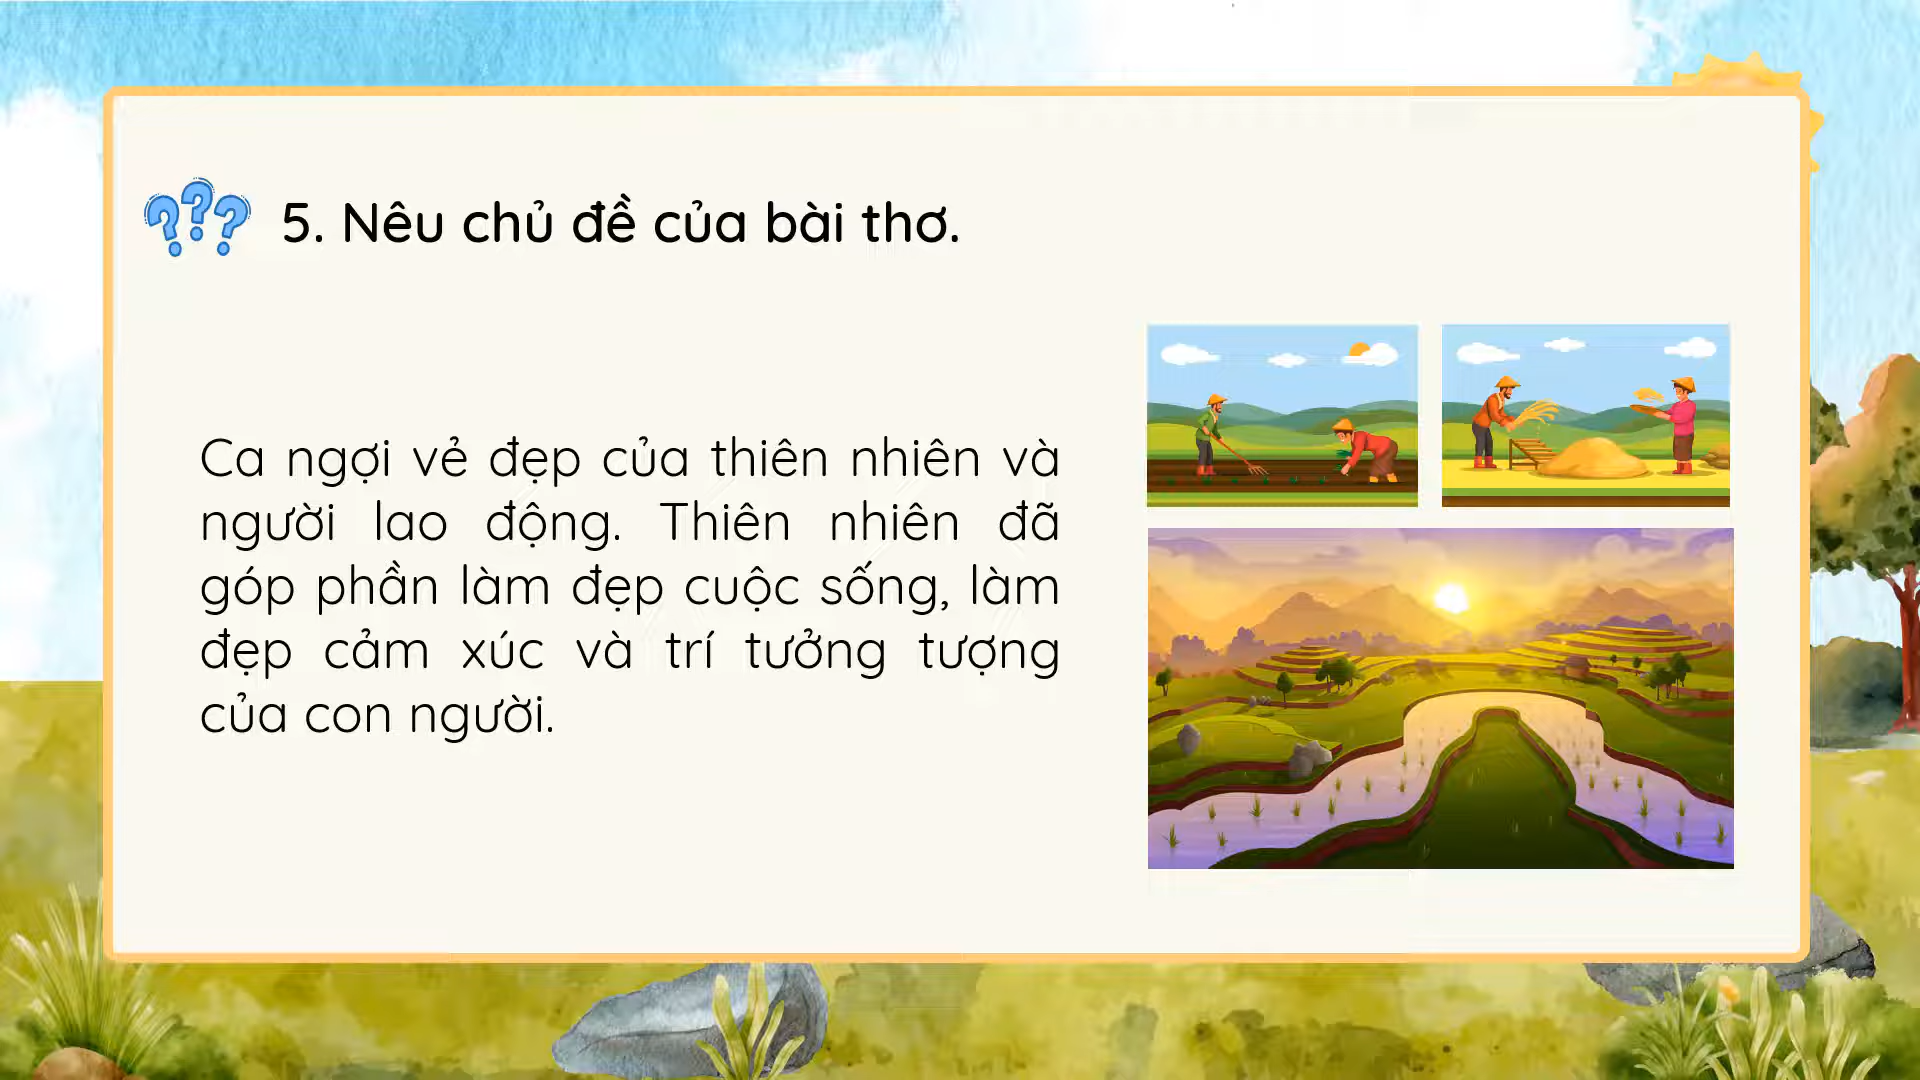 5. Nêu chủ đề của bài thơ.
Ca ngợi vẻ đẹp của thiên nhiên và
người lao động. Thiên nhiên đã
góp phần làm đẹp cuộc sống, làm
đẹp cảm xúc và trí tưởng tượng
của con người.